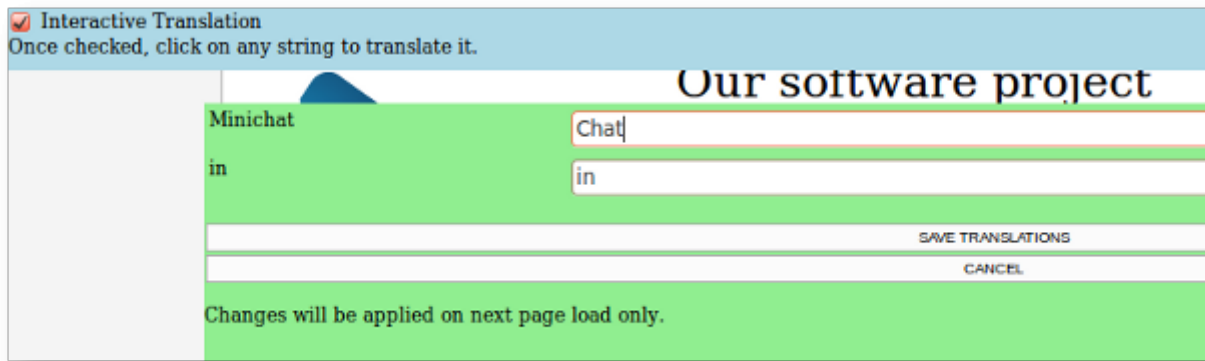 Interactive Translation
Once checked, click on any string to translate it.
Our software project
Minichat
Chat
in
in
SAVE TRANSLATIONS
CANCEL
Changes will be applied on next page load only.